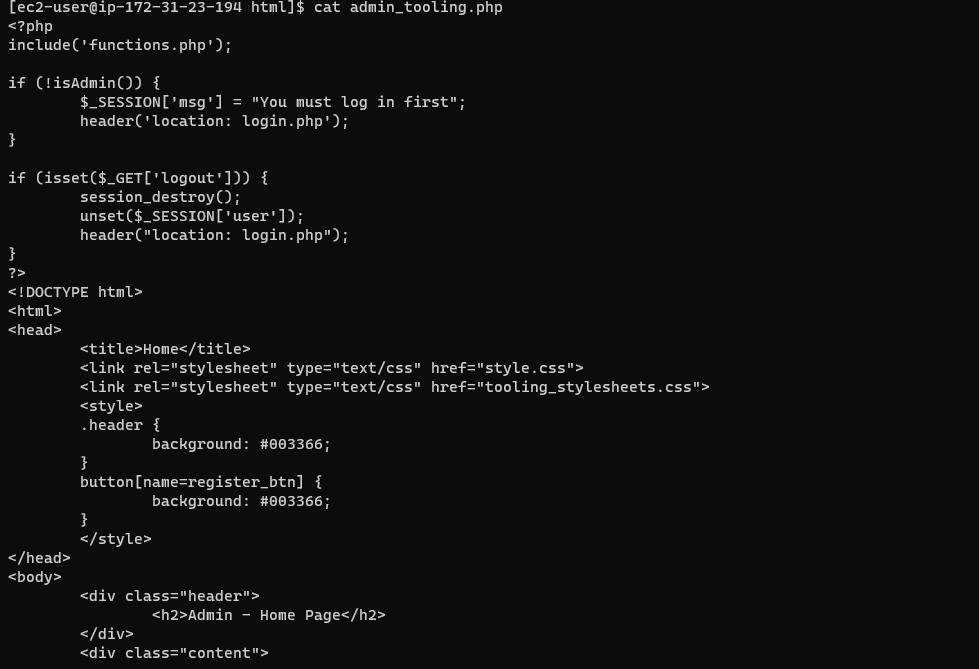 [ec2-user@ip-172-31-23-194 html]$ cat admin_tooling.php
<?php
include('functions.php');

if (!isAdmin()) {
        $_SESSION['msg'] = "You must log in first";
        header('location: login.php');
}

if (isset($_GET['logout'])) {
        session_destroy();
        unset($_SESSION['user']);
        header("location: login.php");
}
?>
<!DOCTYPE html>
<html>
<head>
        <title>Home</title>
        <link rel="stylesheet" type="text/css" href="style.css">
        <link rel="stylesheet" type="text/css" href="tooling_stylesheets.css">
        <style>
        .header {
                background: #003366;
        }
        button[name=register_btn] {
                background: #003366;
        }
        </style>
</head>
<body>
        <div class="header">
                <h2>Admin - Home Page</h2>
        </div>
        <div class="content">